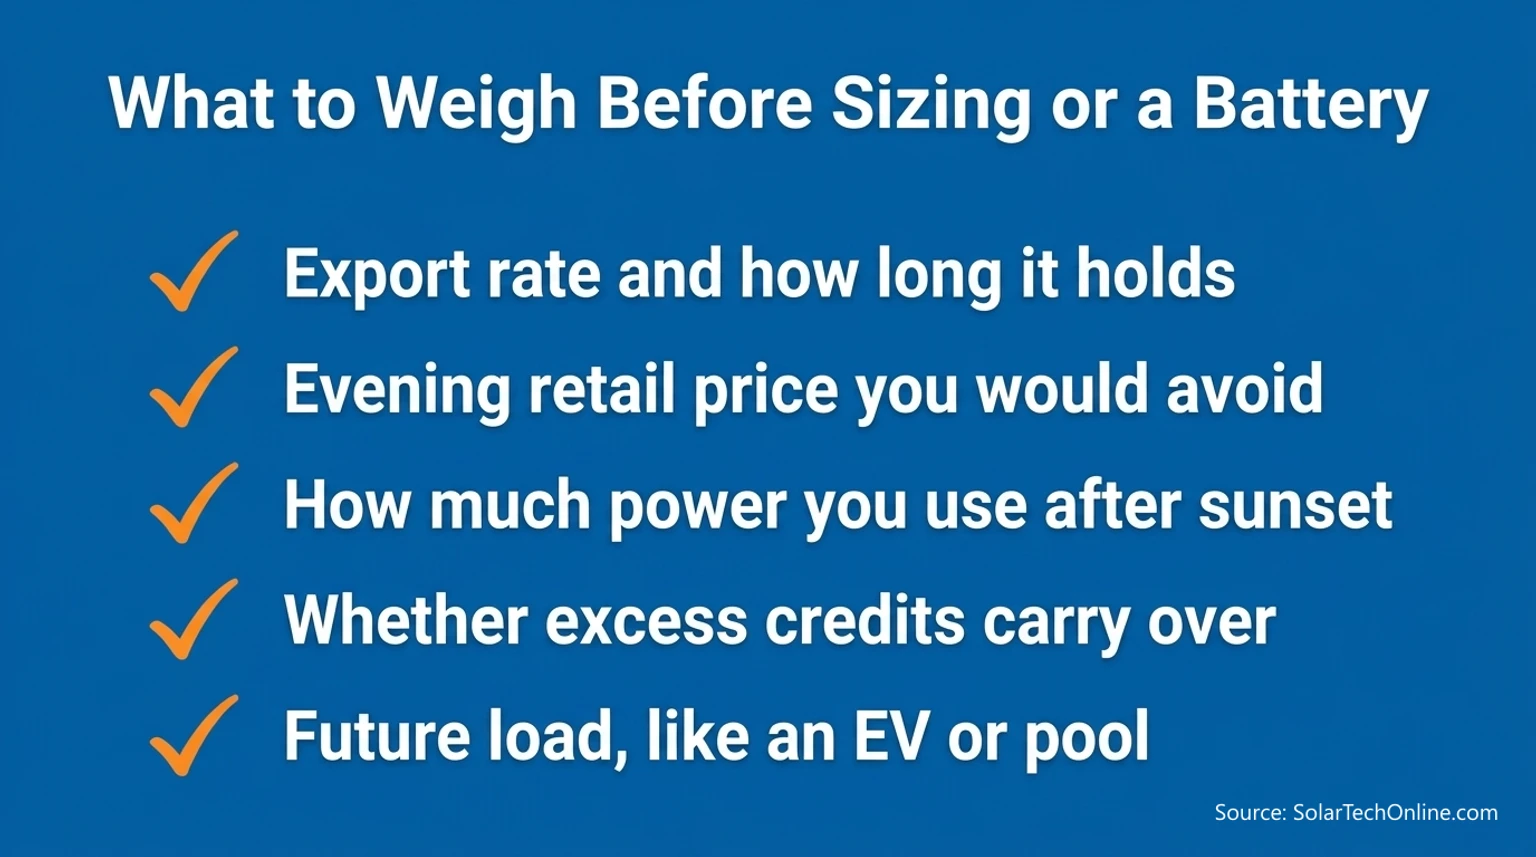 What to Weigh Before Sizing or a Battery
Export rate and how long it holds
Evening retail price you would avoid
How much power you use after sunset
Whether excess credits carry over
Future load, like an EV or pool
Source: SolarTechOnline.com